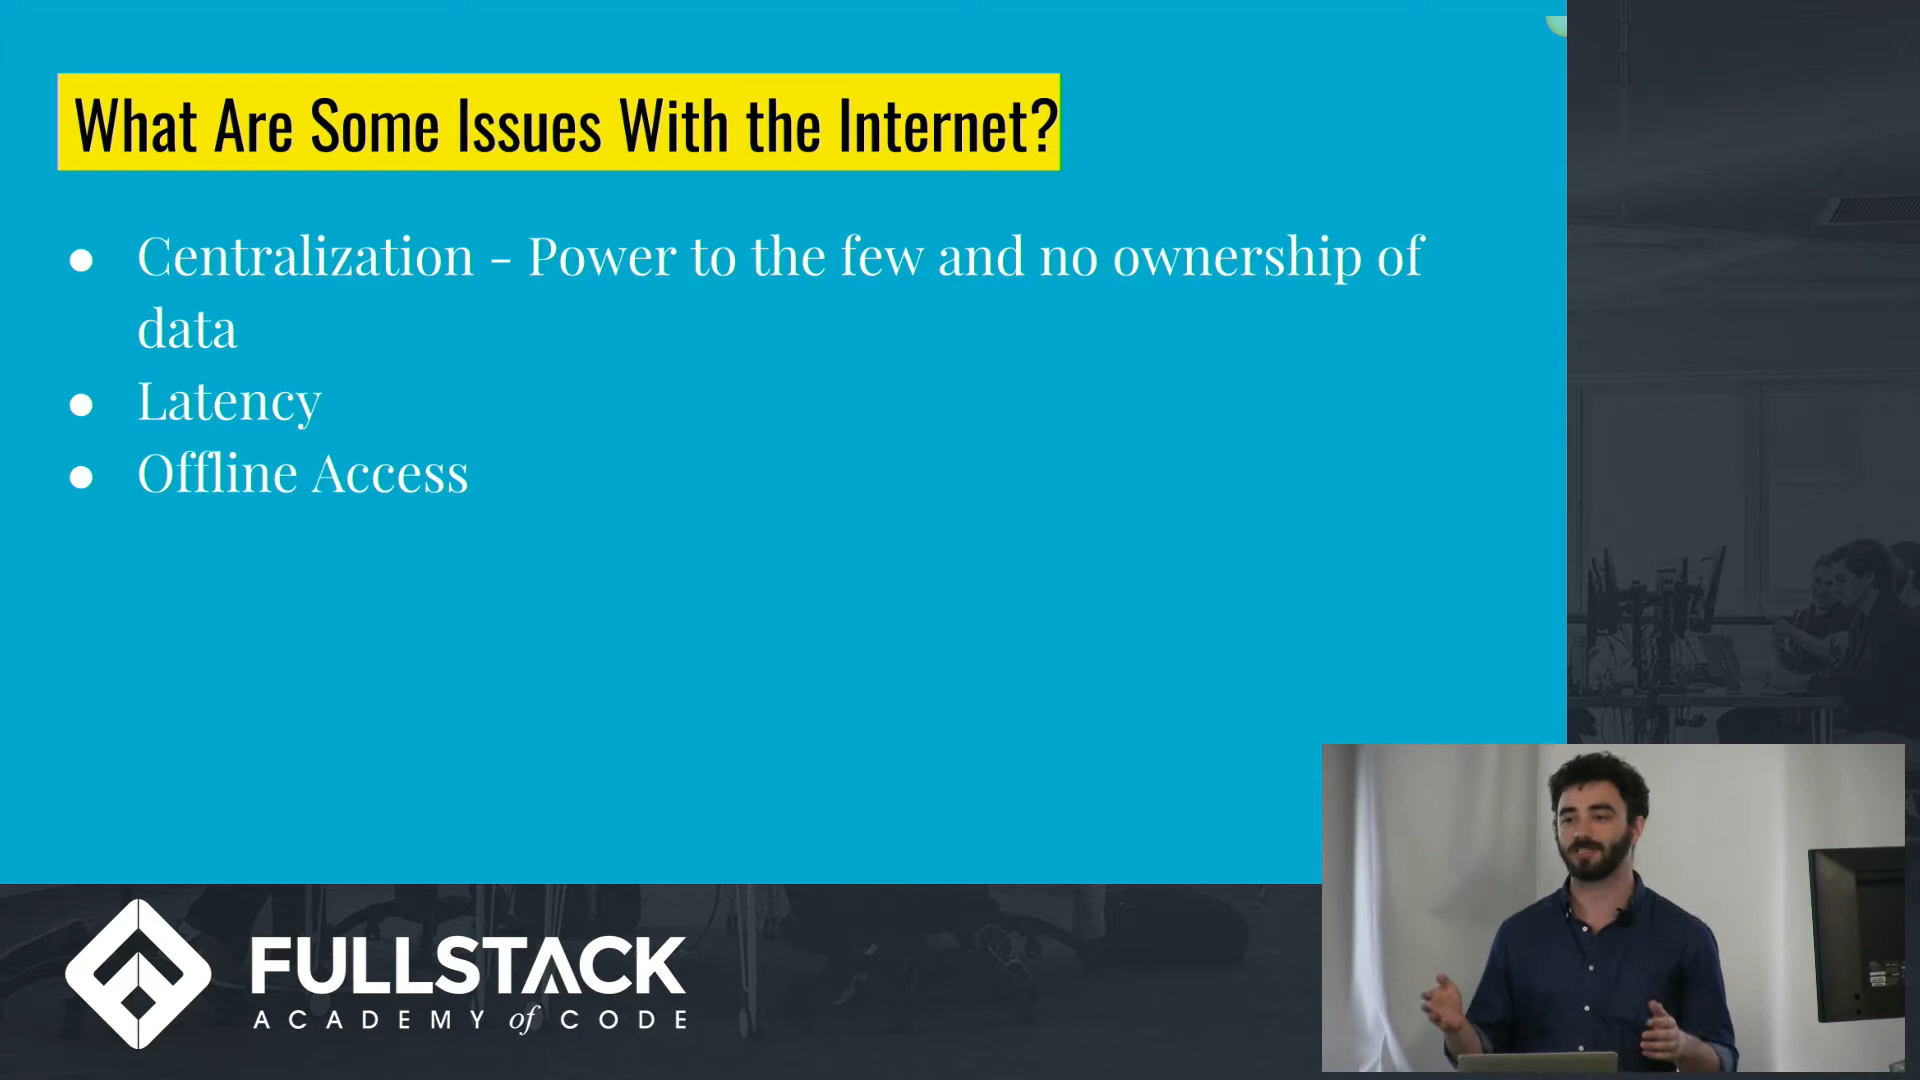 What Are Some Issues With the Internet?
● Centralization - Power to the few and no ownership of
data
● Latency
● Offline Access
FULLSTACK
ACADEMY of CODE